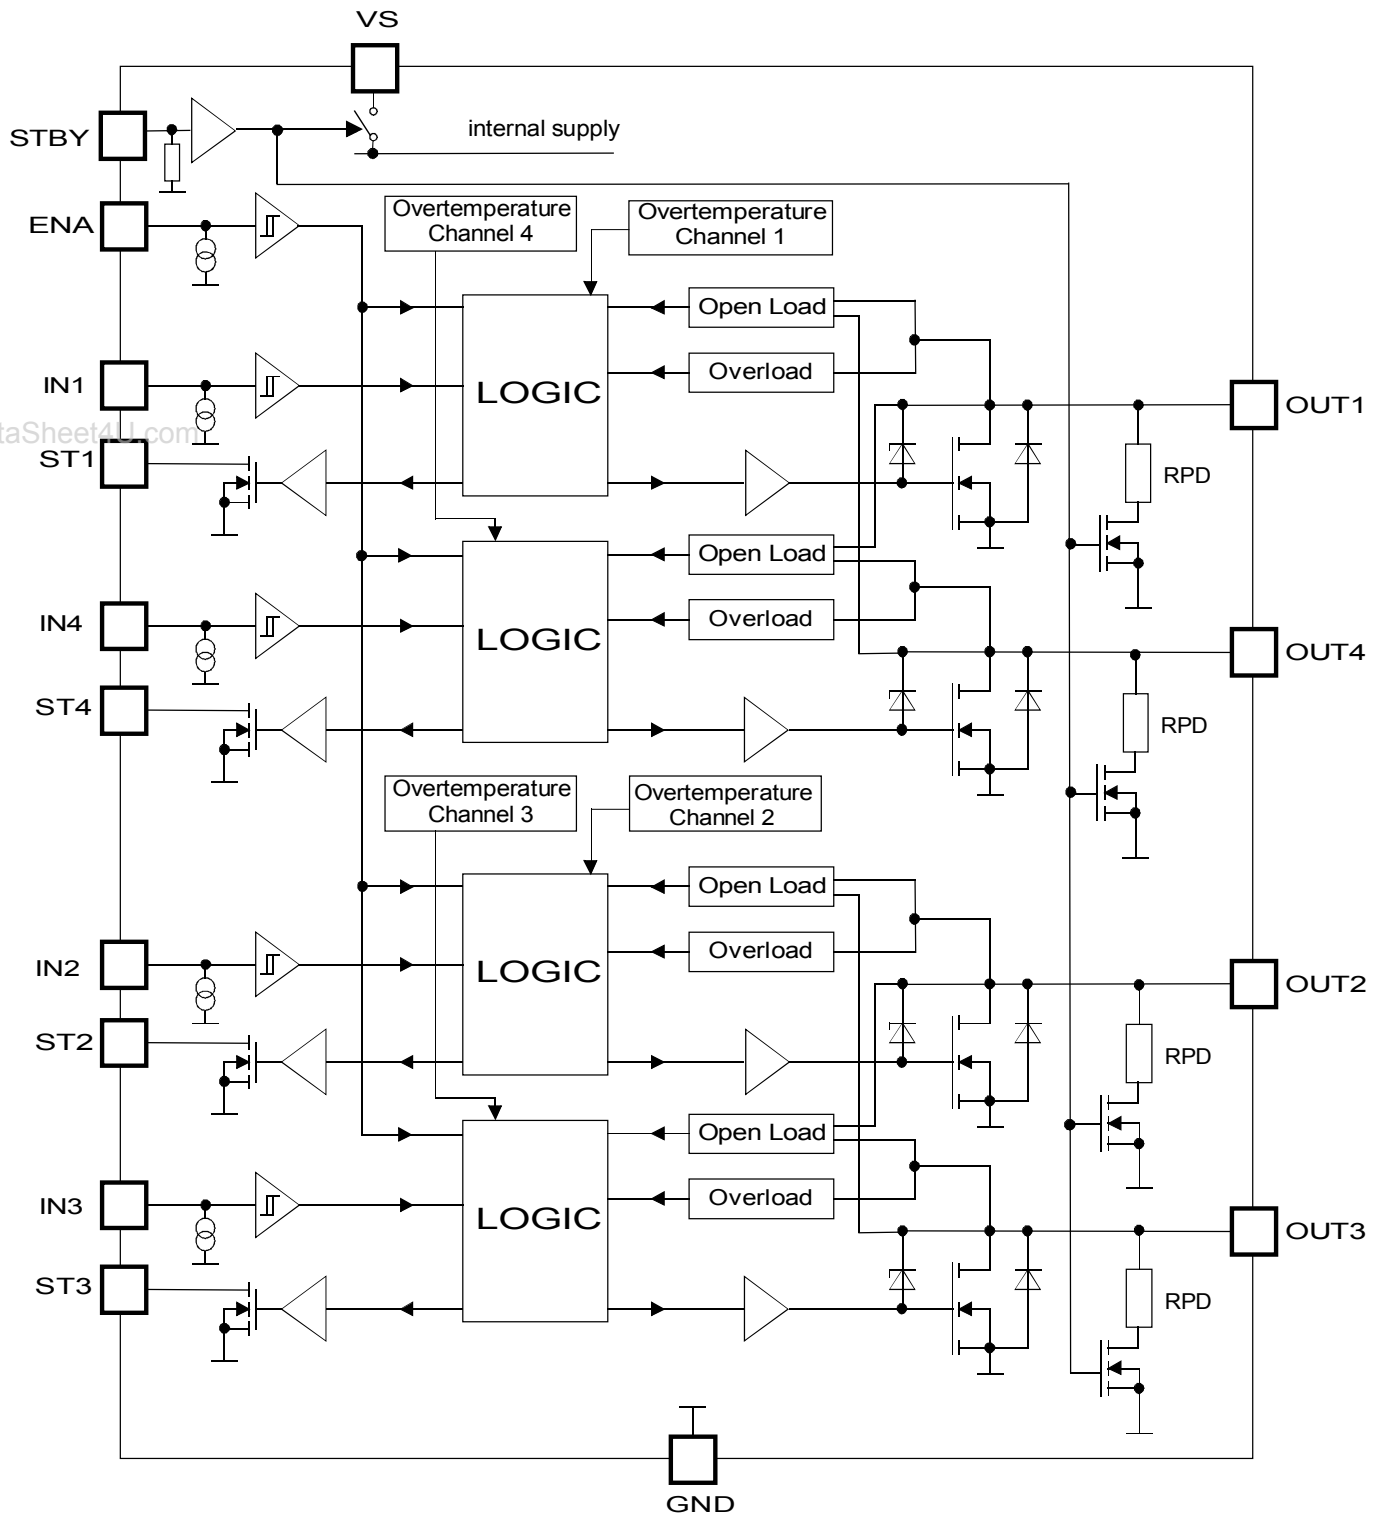 VS
STBY
internal supply
ENA
Overtemperature
Channel 4
Overtemperature
Channel 1
Open Load
IN1
LOGIC
Overload
OUT1
taSheet4U.com
ST1
RPD
Open Load
IN4
LOGIC
Overload
OUT4
ST4
RPD
Overtemperature
Channel 3
Overtemperature
Channel 2
Open Load
IN2
LOGIC
Overload
OUT2
ST2
RPD
Open Load
IN3
LOGIC
Overload
OUT3
ST3
RPD
GND